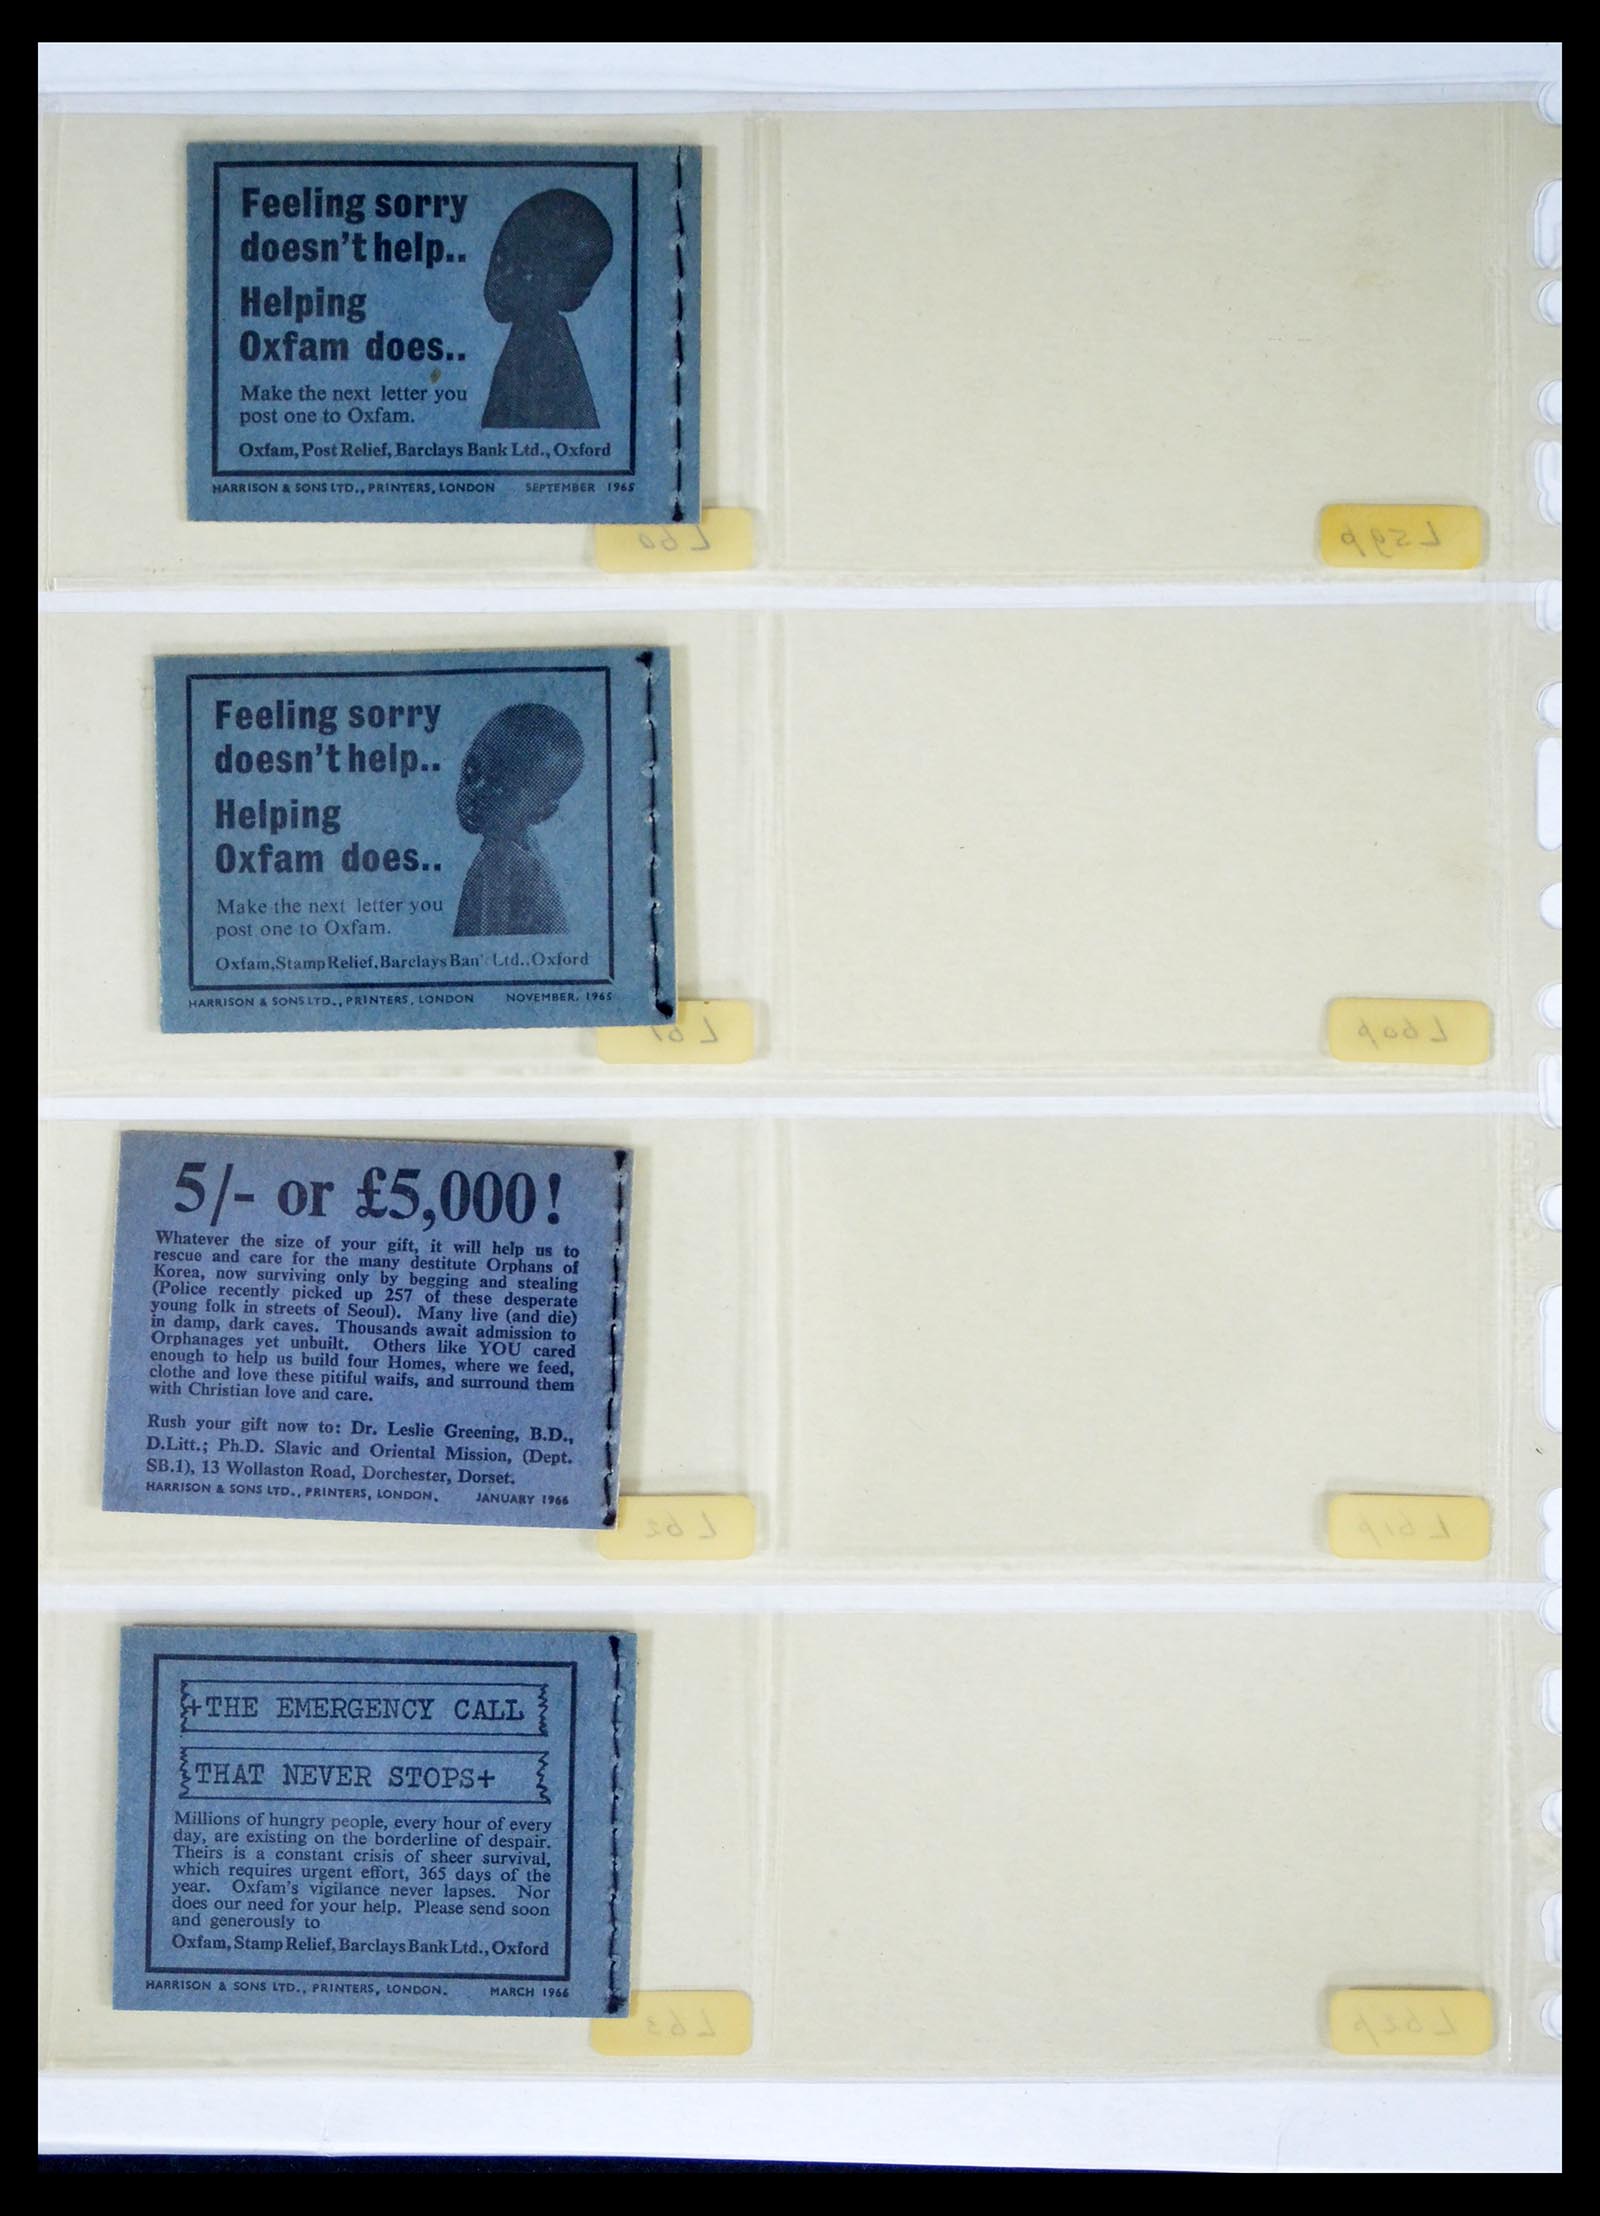 Feeling sorry
doesn't help..
Helping
Oxfam does..
Make the next letter you
post one to Oxfam.
Oxfam, Post Relief, Barclays Bank Ltd., Oxford
HARRISON & SONS LTD., PRINTERS, LONDON SEPTEMBER 1965
L60
L59p
Feeling sorry
doesn't help..
Helping
Oxfam does..
Make the next letter you
post one to Oxfam.
Oxfam, Stamp Relief, Barclays Ban Ltd., Oxford
HARRISON & SONS LTD., PRINTERS, LONDON NOVEMBER, 1965
L61
L60p
5/- or £5,000!
Whatever the size of your gift, it will help us to
rescue and care for the many destitute Orphans of
Korea, now surviving only by begging and stealing
(Police recently picked up 257 of these desperate
young folk in streets of Seoul). Many live (and die)
in damp, dark caves. Thousands await admission to
Orphanages yet unbuilt. Others like YOU cared
enough to help us build four Homes, where we feed,
clothe and love these pitiful waifs, and surround them
with Christian love and care.
Rush your gift now to: Dr. Leslie Greening, B.D.,
D.Litt.; Ph.D. Slavic and Oriental Mission, (Dept.
SB.1), 13 Wollaston Road, Dorchester, Dorset.
HARRISON & SONS LTD., PRINTERS, LONDON. JANUARY 1966
L62
L61p
+THE EMERGENCY CALL
THAT NEVER STOPS+
Millions of hungry people, every hour of every
day, are existing on the borderline of despair.
Theirs is a constant crisis of sheer survival,
which requires urgent effort, 365 days of the
year. Oxfam's vigilance never lapses. Nor
does our need for your help. Please send soon
and generously to
Oxfam, Stamp Relief, Barclays Bank Ltd., Oxford
HARRISON & SONS LTD., PRINTERS, LONDON. MARCH 1966
L63
L62p